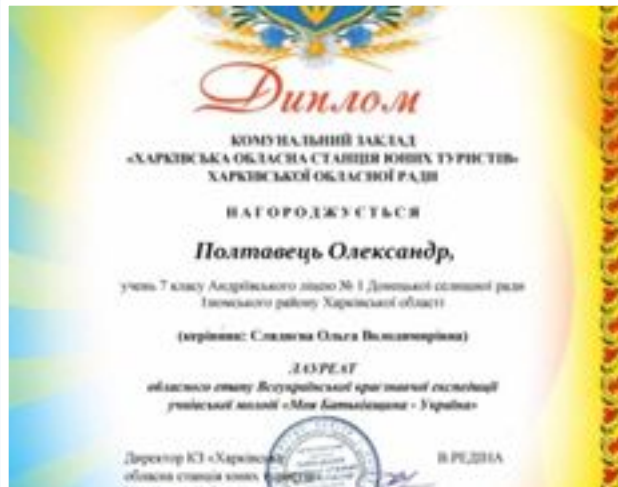 Диплом
КОМУНАЛЬНИЙ ЗАКЛАД
«ХАРКІВСЬКА ОБЛАСНА СТАНЦІЯ ЮНИХ ТУРИСТІВ»
ХАРКІВСЬКОЇ ОБЛАСНОЇ РАДИ
НАГОРОДЖУЄТЬСЯ
Полтавець Олександр,
учень 7 класу Андріївського ліцею № 1 Донецької селищної ради
Ізюмського району Харківської області
(керівник: Ольга Володимирівна)
ЛАУРЕАТ
обласного етапу Всеукраїнської краєзнавчої експедиції
учнівської молоді «Моя Батьківщина - Україна»
Директор КЗ «Харківська
обласна станція юних туристів»
В.РЕДІНА